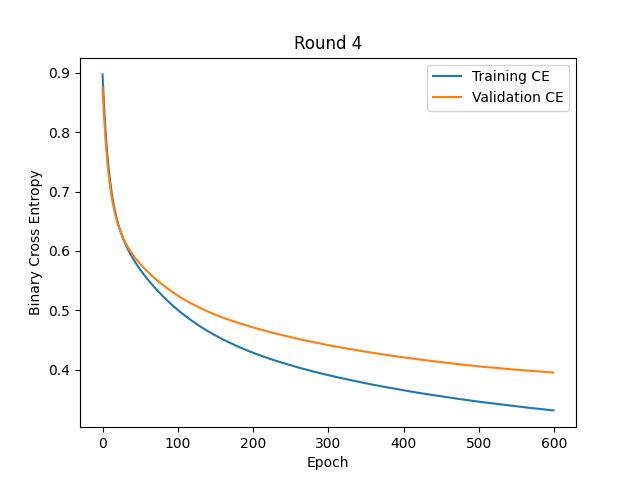 Round 4
Training CE
Validation CE
0.9
0.8
0.7
0.6
0.5
0.4
Binary Cross Entropy
0 100 200 300 400 500 600
Epoch